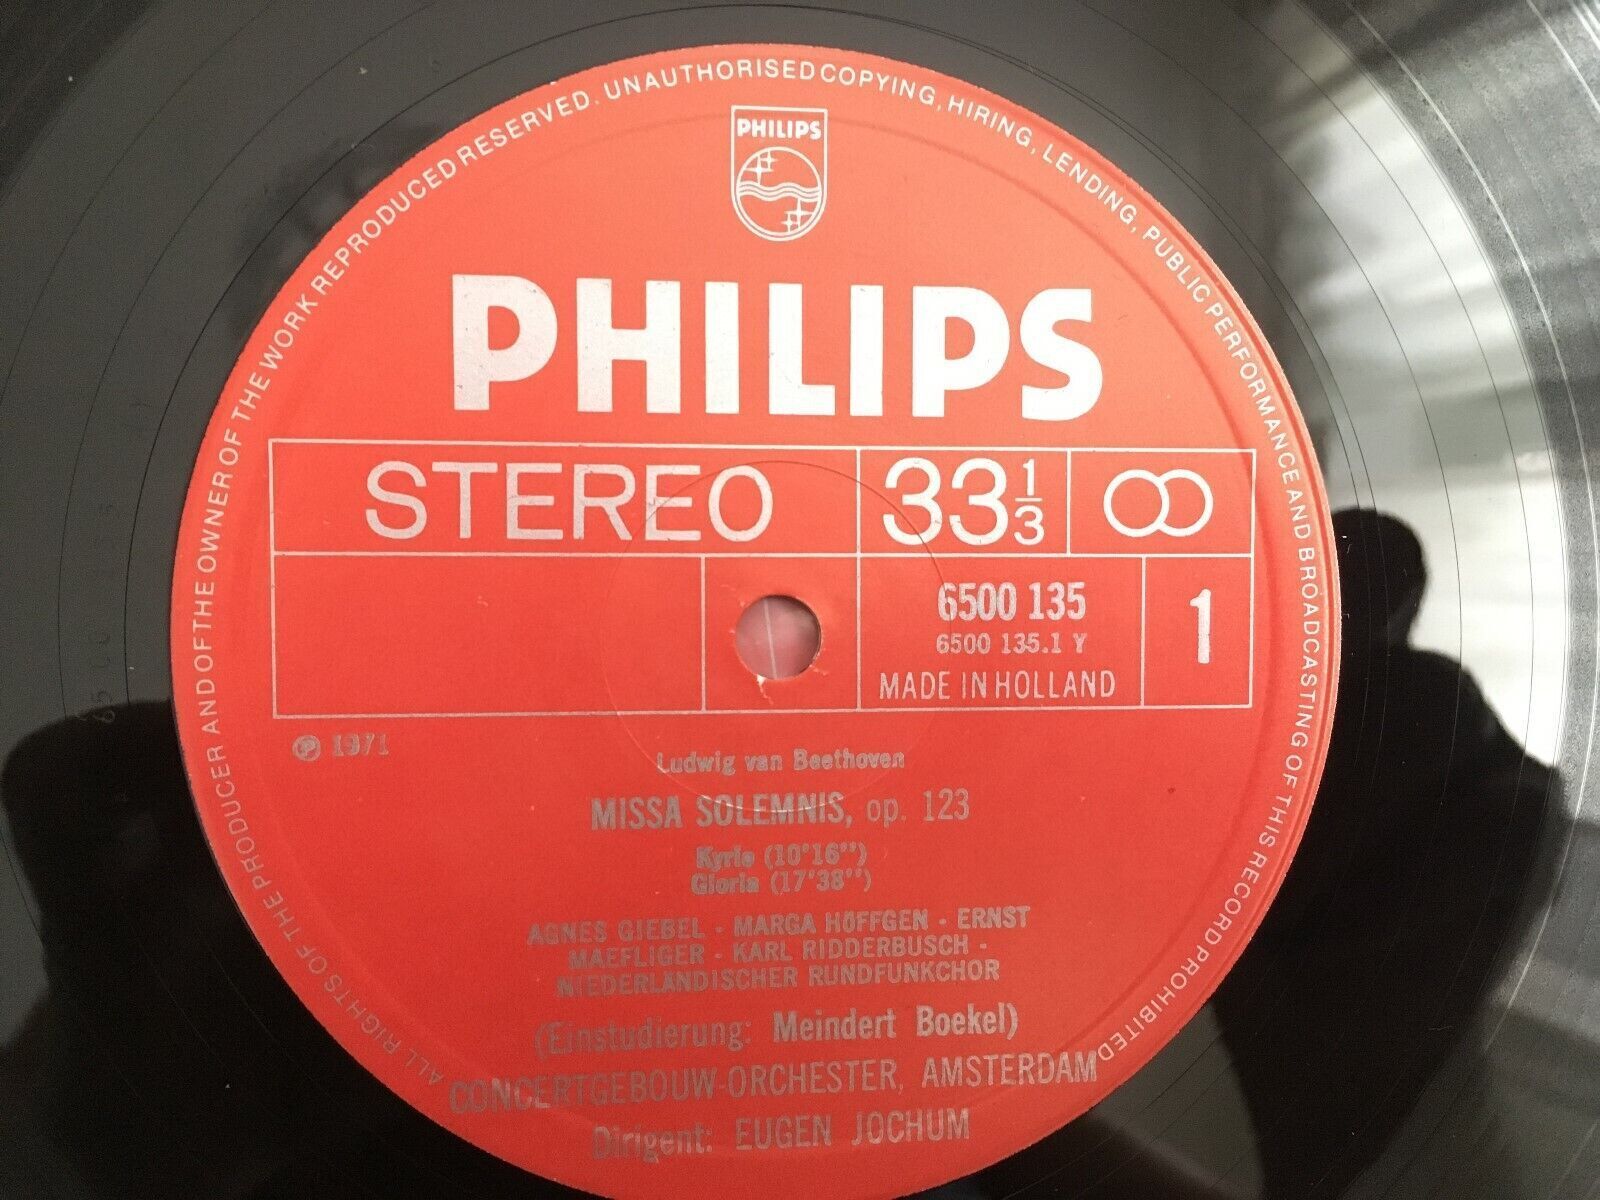 ALL RIGHTS OF THE PRODUCER AND OF THE OWNER OF THE WORK REPRODUCED RESERVED. UNAUTHORISED COPYING, HIRING, LENDING, PUBLIC PERFORMANCE AND BROADCASTING OF THIS RECORD PROHIBITED
PHILIPS
PHILIPS
STEREO 33 1/3
6500 135
6500 135.1 Y
MADE IN HOLLAND
1
℗ 1971
Ludwig van Beethoven
MISSA SOLEMNIS, op. 123
Kyrie (10'16")
Gloria (17'38")
AGNES GIEBEL - MARGA HÖFFGEN - ERNST
HAEFLIGER - KARL RIDDERBUSCH -
NIEDERLÄNDISCHER RUNDFUNKCHOR
(Einstudierung: Meindert Boekel)
CONCERTGEBOUW-ORCHESTER, AMSTERDAM
Dirigent: EUGEN JOCHUM